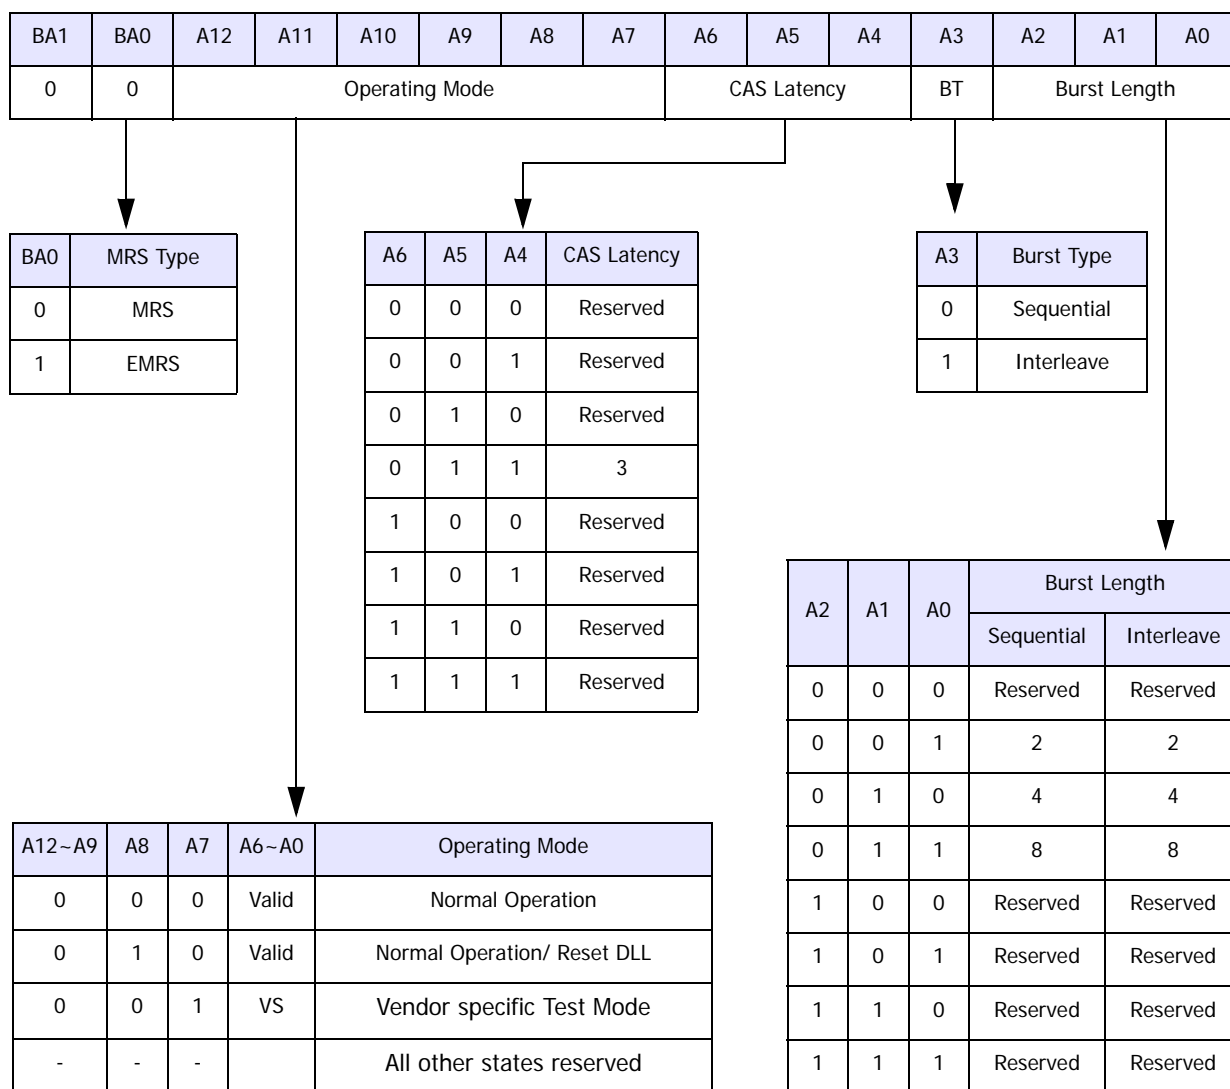 BA1 BA0 A12 A11 A10 A9 A8 A7 A6 A5 A4 A3 A2 A1 A0
0 0 Operating Mode CAS Latency BT Burst Length
BA0 MRS Type
0 MRS
1 EMRS
A6 A5 A4 CAS Latency
0 0 0 Reserved
0 0 1 Reserved
0 1 0 Reserved
0 1 1 3
1 0 0 Reserved
1 0 1 Reserved
1 1 0 Reserved
1 1 1 Reserved
A3 Burst Type
0 Sequential
1 Interleave
A2 A1 A0 Burst Length
Sequential Interleave
0 0 0 Reserved Reserved
0 0 1 2 2
0 1 0 4 4
0 1 1 8 8
1 0 0 Reserved Reserved
1 0 1 Reserved Reserved
1 1 0 Reserved Reserved
1 1 1 Reserved Reserved
A12~A9 A8 A7 A6~A0 Operating Mode
0 0 0 Valid Normal Operation
0 1 0 Valid Normal Operation/ Reset DLL
0 0 1 VS Vendor specific Test Mode
- - - All other states reserved